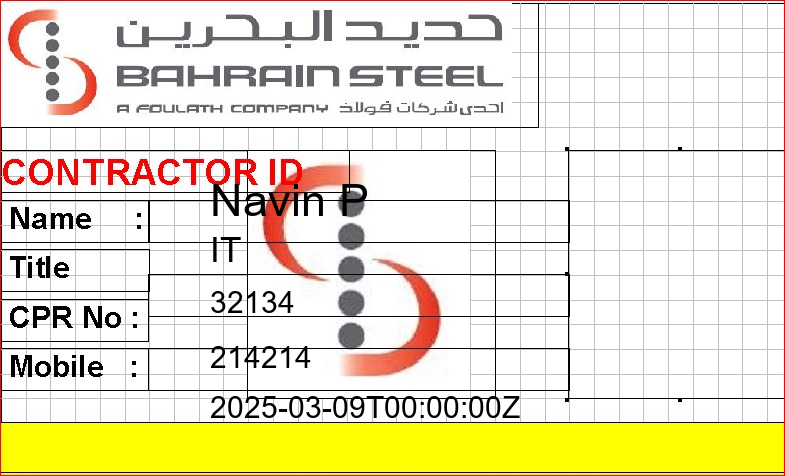 حديد البحرين
BAHRAIN STEEL
A FOULATH COMPANY احدى شركات فولاذ
CONTRACTOR ID
Name : Navin P
Title IT
CPR No : 32134
Mobile : 214214
2025-03-09T00:00:00Z